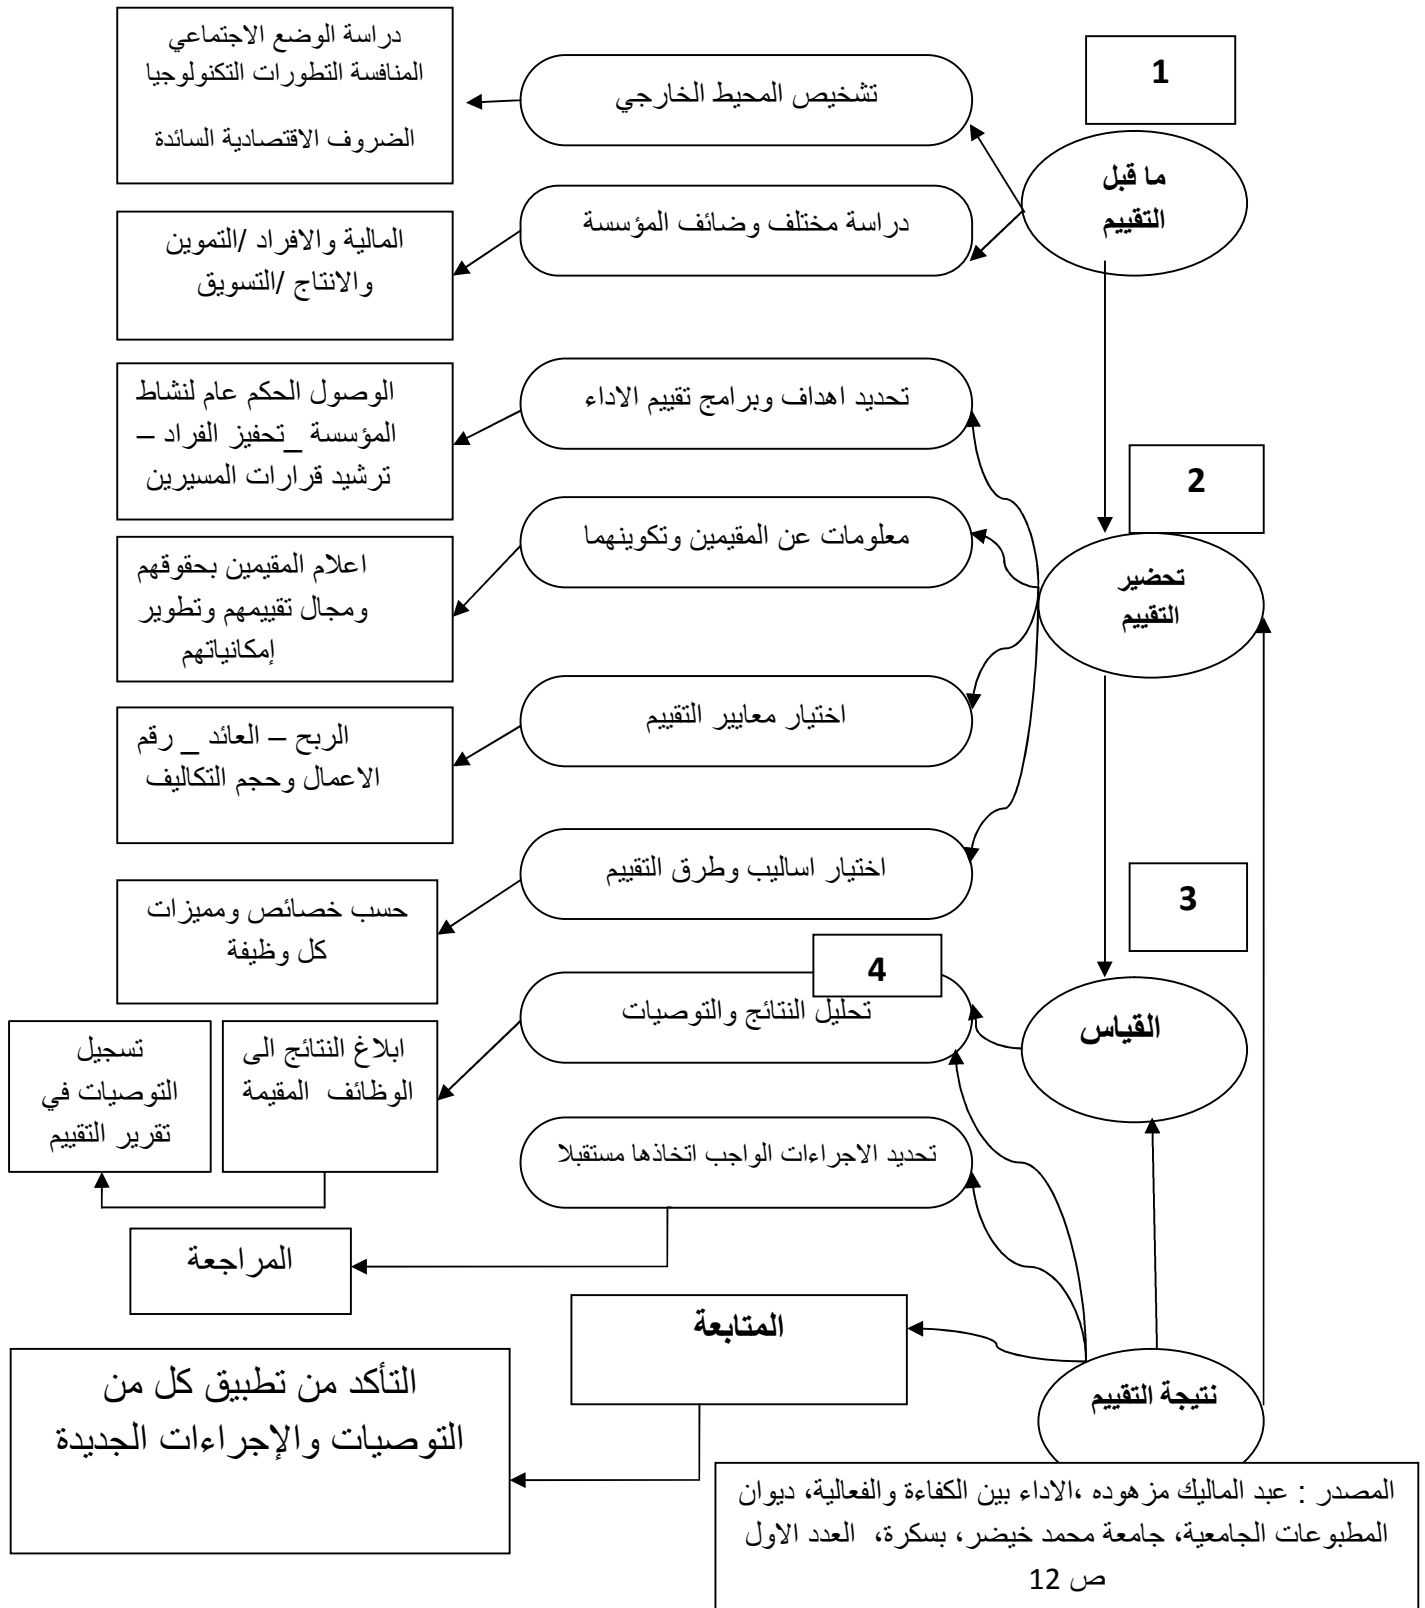 1
ما قبل
التقييم
تشخيص المحيط الخارجي
دراسة الوضع الاجتماعي
المنافسة التطورات التكنولوجيا
الضروف الاقتصادية السائدة
دراسة مختلف وضائف المؤسسة
المالية والافراد /التموين
والانتاج /التسويق
2
تحضير
التقييم
تحديد اهداف وبرامج تقييم الاداء
الوصول الحكم عام لنشاط
المؤسسة _تحفيز الفراد –
ترشيد قرارات المسيرين
معلومات عن المقيمين وتكوينهما
اعلام المقيمين بحقوقهم
ومجال تقييمهم وتطوير
إمكانياتهم
اختيار معايير التقييم
الربح – العائد _ رقم
الاعمال وحجم التكاليف
اختيار اساليب وطرق التقييم
حسب خصائص ومميزات
كل وظيفة
3
القياس
4
تحليل النتائج والتوصيات
ابلاغ النتائج الى
الوظائف المقيمة
تسجيل
التوصيات في
تقرير التقييم
تحديد الاجراءات الواجب اتخاذها مستقبلا
المراجعة
المتابعة
نتيجة التقييم
التأكد من تطبيق كل من
التوصيات والإجراءات الجديدة
المصدر : عبد الماليك مزهوده ،الاداء بين الكفاءة والفعالية، ديوان
المطبوعات الجامعية، جامعة محمد خيضر، بسكرة، العدد الاول
ص 12